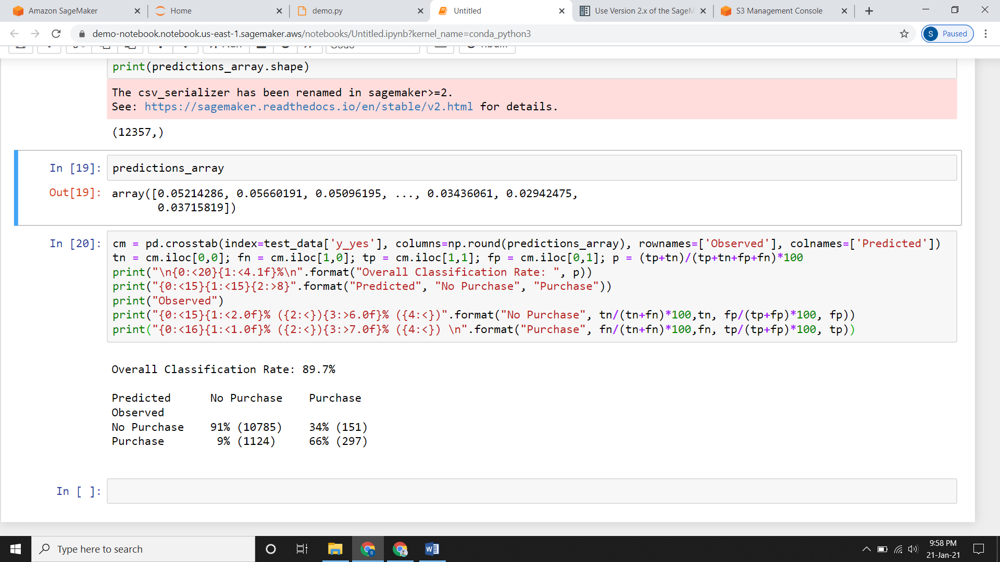 Amazon SageMaker
Home
demo.py
Untitled
Use Version 2.x of the SageM
S3 Management Console
demo-notebook.notebook.us-east-1.sagemaker.aws/notebooks/Untitled.ipynb?kernel_name=conda_python3
S Paused
print(predictions_array.shape)
The csv_serializer has been renamed in sagemaker>=2.
See: https://sagemaker.readthedocs.io/en/stable/v2.html for details.
(12357,)
In [19]: predictions_array
Out[19]: array([0.05214286, 0.05660191, 0.05096195, ..., 0.03436061, 0.02942475,
0.03715819])
In [20]: cm = pd.crosstab(index=test_data['y_yes'], columns=np.round(predictions_array), rownames=['Observed'], colnames=['Predicted'])
tn = cm.iloc[0,0]; fn = cm.iloc[1,0]; tp = cm.iloc[1,1]; fp = cm.iloc[0,1]; p = (tp+tn)/(tp+tn+fp+fn)*100
print("\n{0:<20}{1:<4.1f}%\n".format("Overall Classification Rate: ", p))
print("{0:<15}{1:<15}{2:>8}".format("Predicted", "No Purchase", "Purchase"))
print("Observed")
print("{0:<15}{1:<2.0f}% ({2:<}){3:>6.0f}% ({4:<})".format("No Purchase", tn/(tn+fn)*100,tn, fp/(tp+fp)*100, fp))
print("{0:<16}{1:<1.0f}% ({2:<}){3:>7.0f}% ({4:<}) \n".format("Purchase", fn/(tn+fn)*100,fn, tp/(tp+fp)*100, tp))
Overall Classification Rate: 89.7%
Predicted No Purchase Purchase
Observed
No Purchase 91% (10785) 34% (151)
Purchase 9% (1124) 66% (297)
In [ ]:
Type here to search
9:58 PM
21-Jan-21